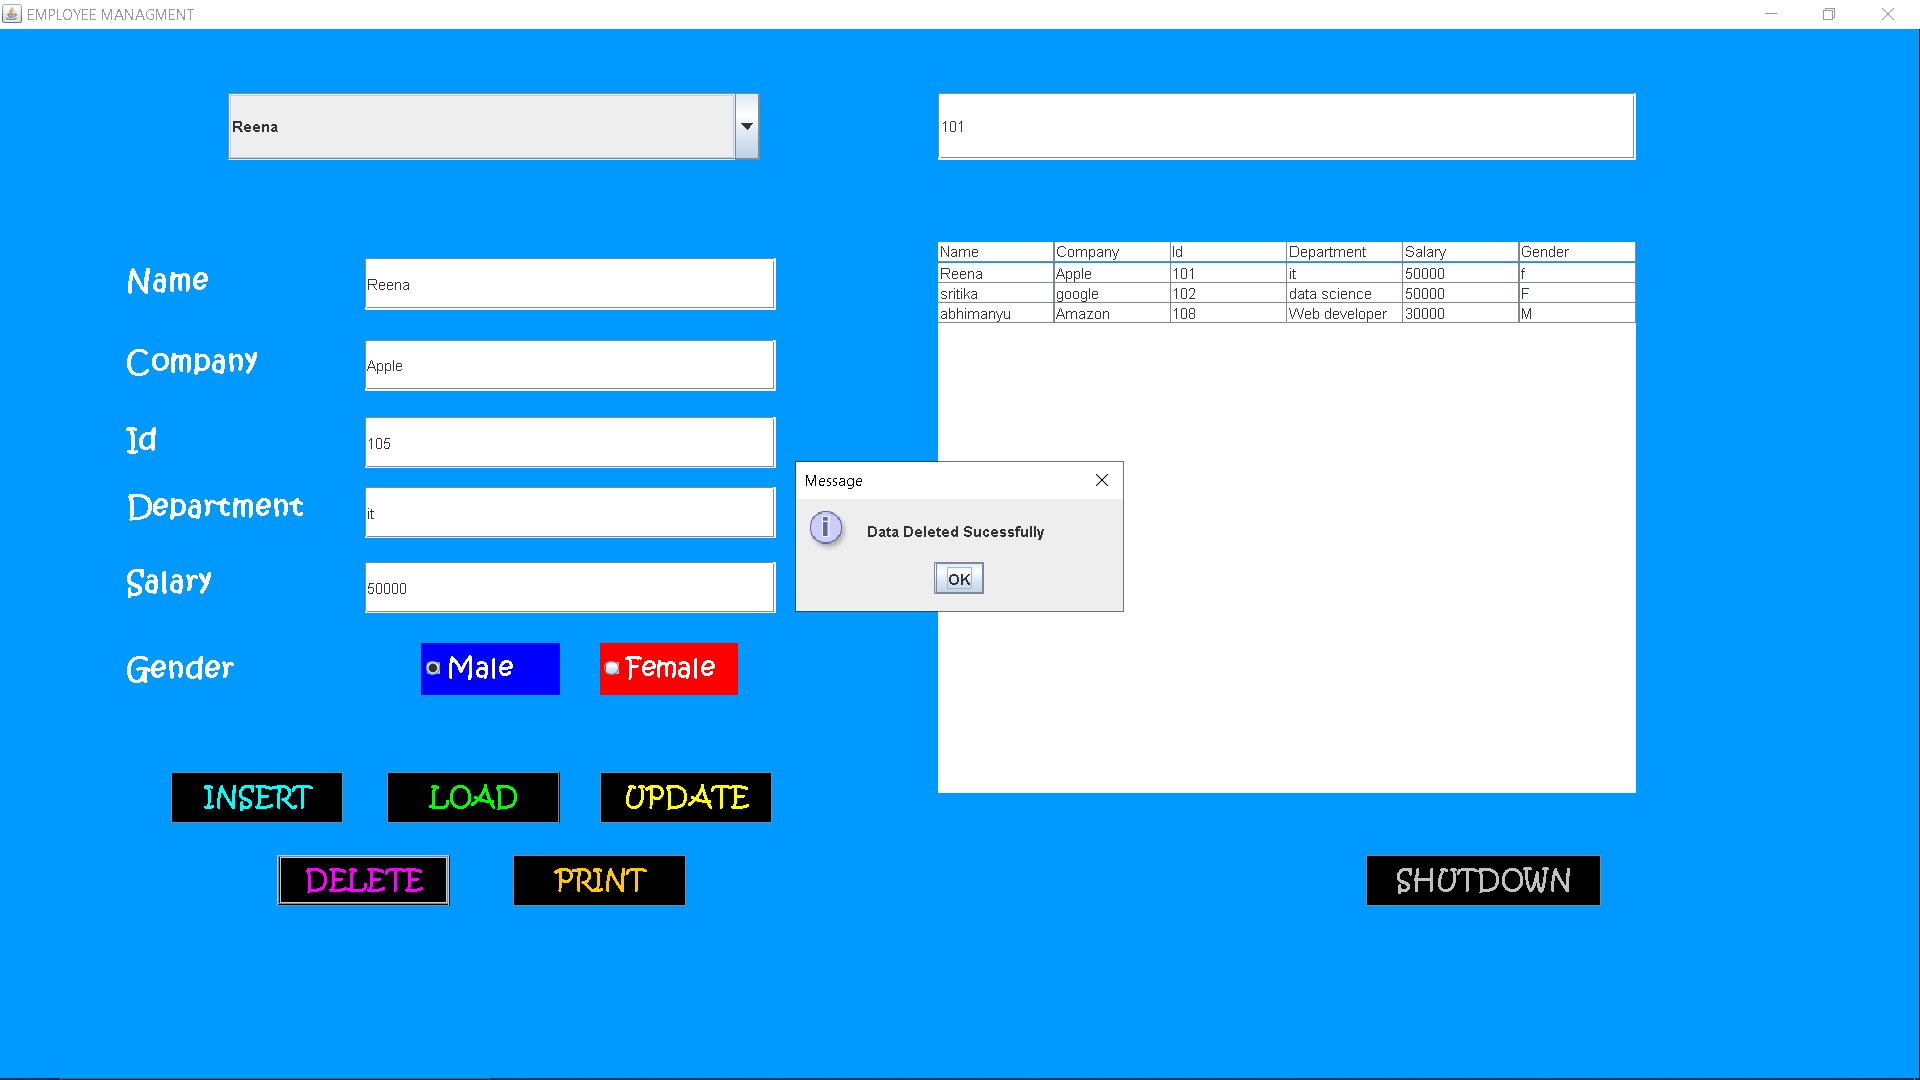 EMPLOYEE MANAGMENT
Reena
101
Name Reena
Company Apple
Id 105
Department it
Salary 50000
Gender Male Female
INSERT LOAD UPDATE
DELETE PRINT
Name Company Id Department Salary Gender
Reena Apple 101 it 50000 f
sritika google 102 data science 50000 F
abhimanyu Amazon 108 Web developer 30000 M
Message
Data Deleted Sucessfully
OK
SHUTDOWN